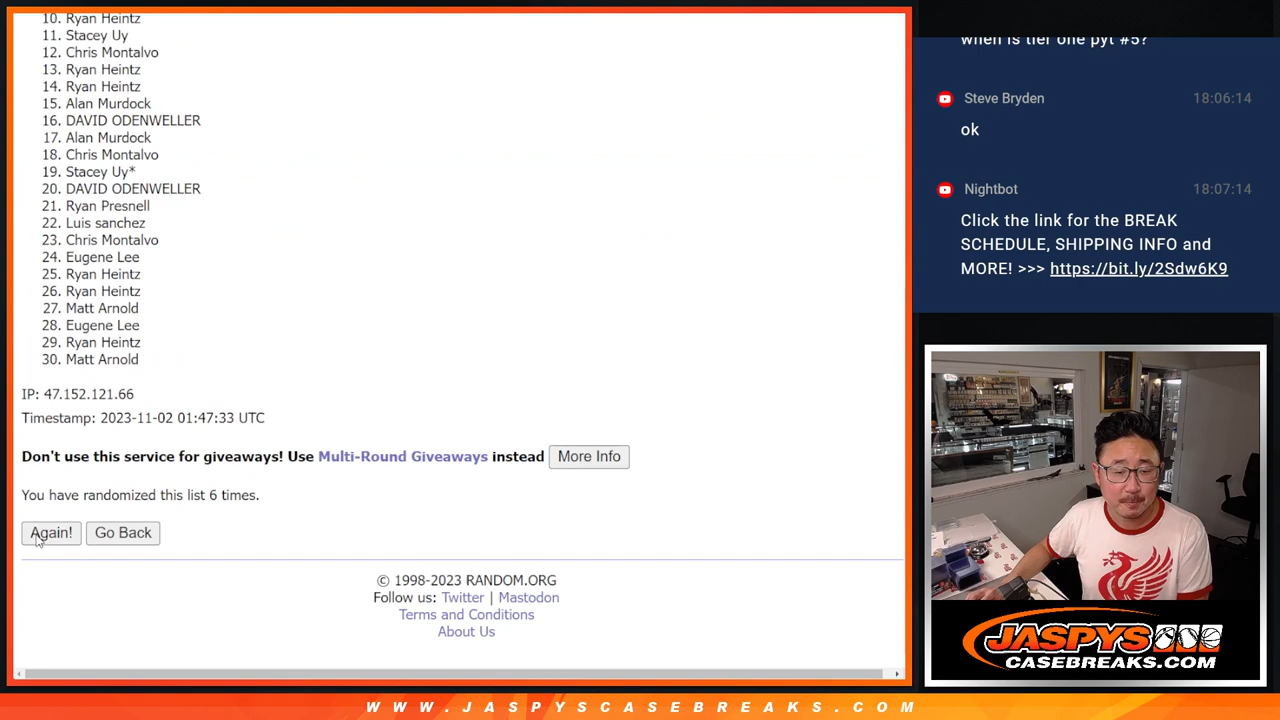 10. Ryan Heintz
11. Stacey Uy
12. Chris Montalvo
13. Ryan Heintz
14. Ryan Heintz
15. Alan Murdock
16. DAVID ODENWELLER
17. Alan Murdock
18. Chris Montalvo
19. Stacey Uy*
20. DAVID ODENWELLER
21. Ryan Presnell
22. Luis sanchez
23. Chris Montalvo
24. Eugene Lee
25. Ryan Heintz
26. Ryan Heintz
27. Matt Arnold
28. Eugene Lee
29. Ryan Heintz
30. Matt Arnold
IP: 47.152.121.66
Timestamp: 2023-11-02 01:47:33 UTC
Don't use this service for giveaways! Use Multi-Round Giveaways instead More Info
You have randomized this list 6 times.
Again! Go Back
© 1998-2023 RANDOM.ORG
Follow us: Twitter | Mastodon
Terms and Conditions
About Us
when is tier one pyt #5?
Steve Bryden 18:06:14
ok
Nightbot 18:07:14
Click the link for the BREAK
SCHEDULE, SHIPPING INFO and
MORE! >>> https://bit.ly/2Sdw6K9
JASPYS
CASEBREAKS.COM
WWW.JASPYSCASEBREAKS.COM